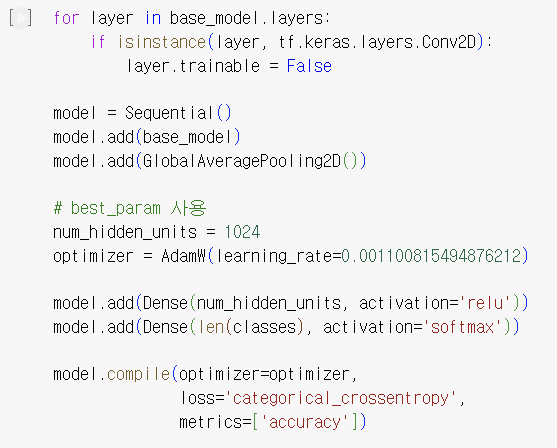 [ ] for layer in base_model.layers:
        if isinstance(layer, tf.keras.layers.Conv2D):
            layer.trainable = False

    model = Sequential()
    model.add(base_model)
    model.add(GlobalAveragePooling2D())

    # best_param 사용
    num_hidden_units = 1024
    optimizer = AdamW(learning_rate=0.001100815494876212)

    model.add(Dense(num_hidden_units, activation='relu'))
    model.add(Dense(len(classes), activation='softmax'))

    model.compile(optimizer=optimizer,
                  loss='categorical_crossentropy',
                  metrics=['accuracy'])